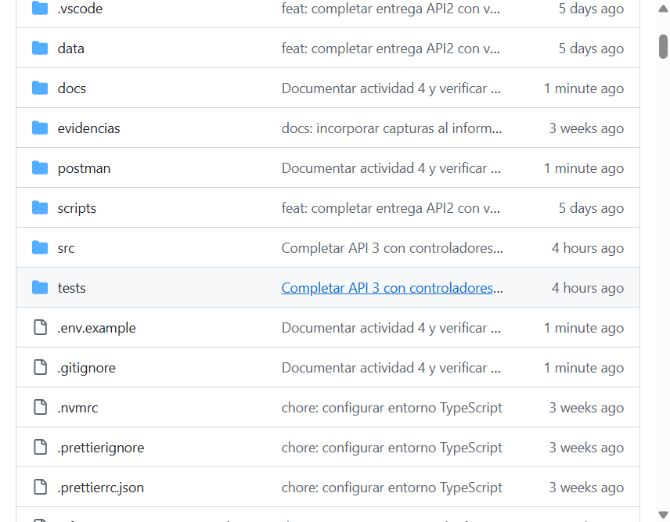 .vscode feat: completar entrega API2 con v... 5 days ago
data feat: completar entrega API2 con v... 5 days ago
docs Documentar actividad 4 y verificar ... 1 minute ago
evidencias docs: incorporar capturas al inform... 3 weeks ago
postman Documentar actividad 4 y verificar ... 1 minute ago
scripts feat: completar entrega API2 con v... 5 days ago
src Completar API 3 con controladores... 4 hours ago
tests Completar API 3 con controladores... 4 hours ago
.env.example Documentar actividad 4 y verificar ... 1 minute ago
.gitignore Documentar actividad 4 y verificar ... 1 minute ago
.nvmrc chore: configurar entorno TypeScript 3 weeks ago
.prettierignore chore: configurar entorno TypeScript 3 weeks ago
.prettierrc.json chore: configurar entorno TypeScript 3 weeks ago